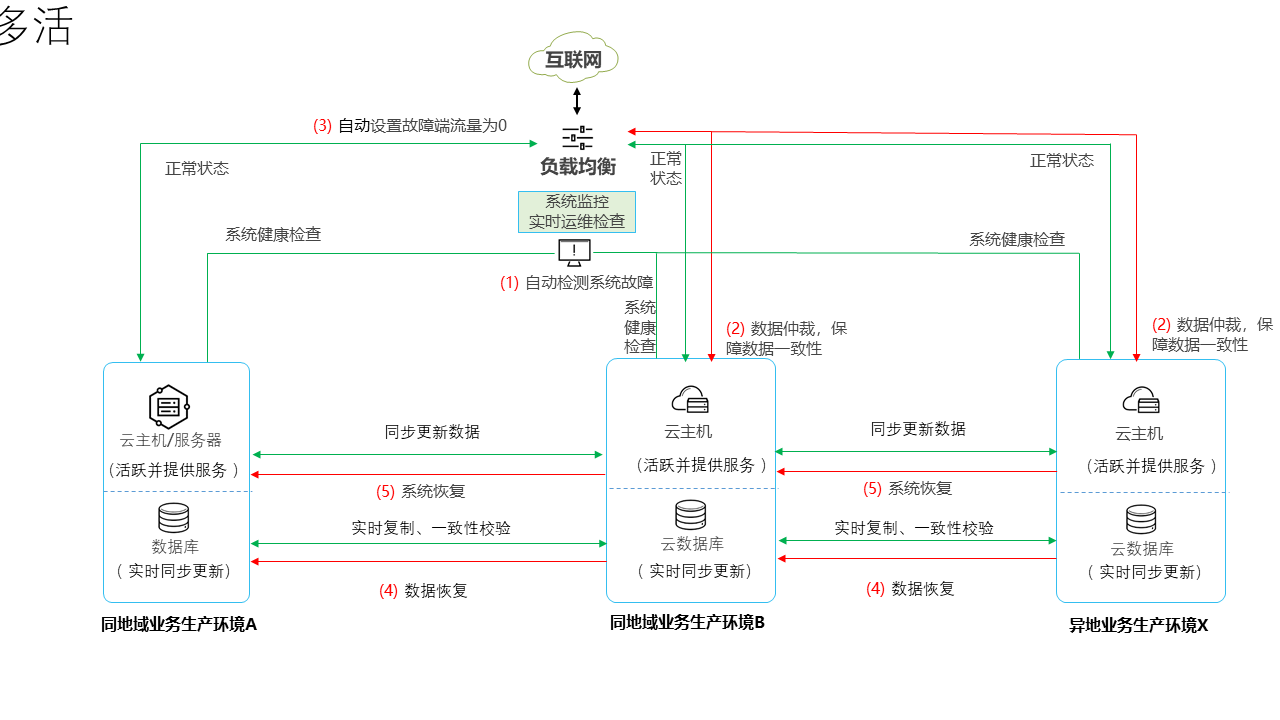 多活
互联网
(3) 自动设置故障端流量为0
负载均衡
正常状态
正常
状态
正常状态
系统监控
实时运维检查
系统健康检查
系统健康检查
(1) 自动检测系统故障
系统
健康
检查
(2) 数据仲裁，保
障数据一致性
(2) 数据仲裁，保
障数据一致性
云主机/服务器
（活跃并提供服务 ）
数据库
（ 实时同步更新）
同步更新数据
(5) 系统恢复
实时复制、一致性校验
(4) 数据恢复
云主机
（活跃并提供服务 ）
云数据库
（ 实时同步更新）
同步更新数据
(5) 系统恢复
实时复制、一致性校验
(4) 数据恢复
云主机
（活跃并提供服务 ）
云数据库
（ 实时同步更新）
同地域业务生产环境A
同地域业务生产环境B
异地业务生产环境X